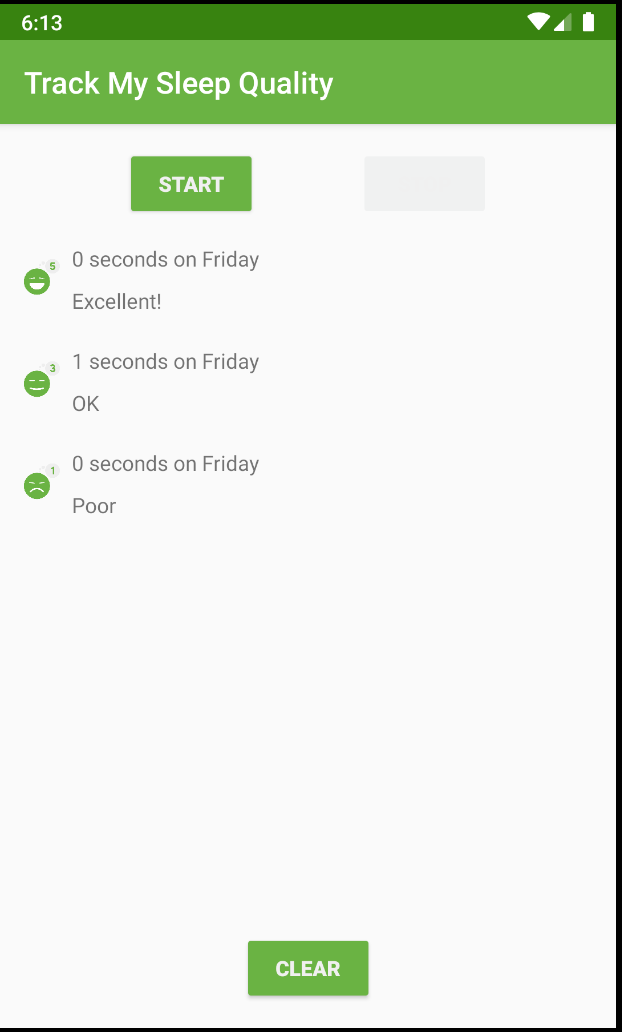 6:13
Track My Sleep Quality
START
5
0 seconds on Friday
Excellent!
3
1 seconds on Friday
OK
1
0 seconds on Friday
Poor
CLEAR